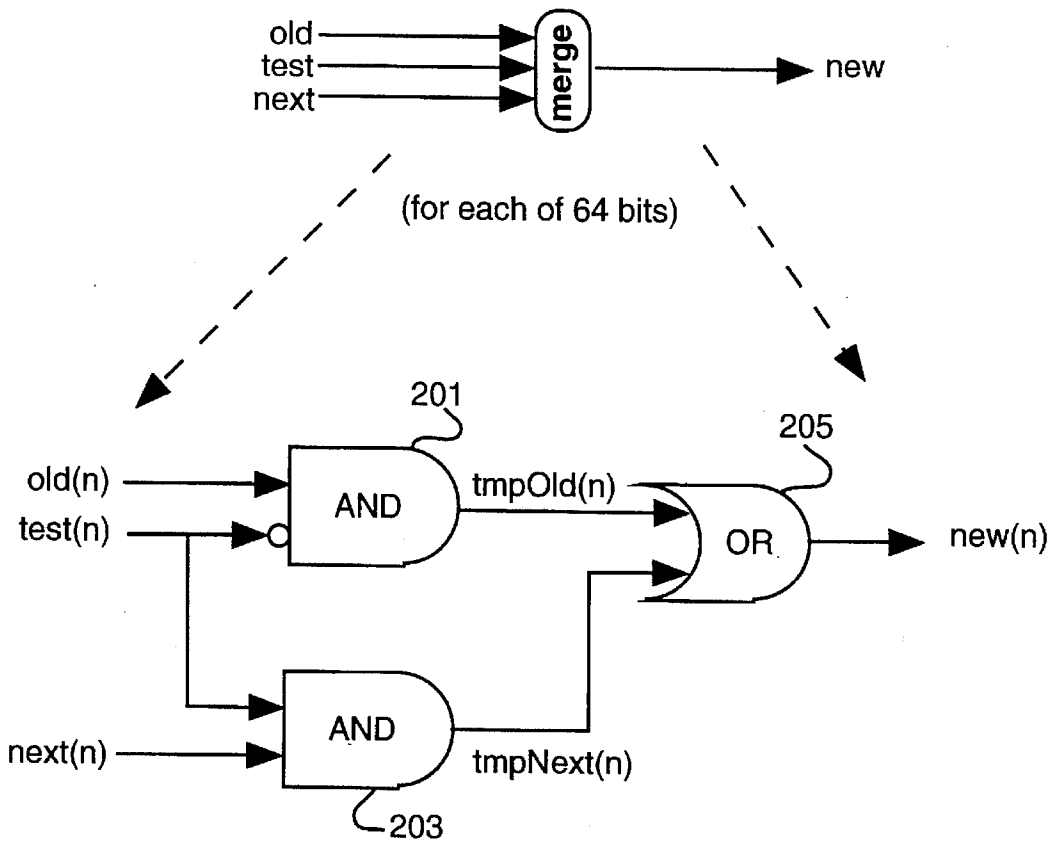 old
test
next
merge
new
(for each of 64 bits)
201
205
old(n)
test(n)
AND
tmpOld(n)
OR
new(n)
next(n)
AND
tmpNext(n)
203